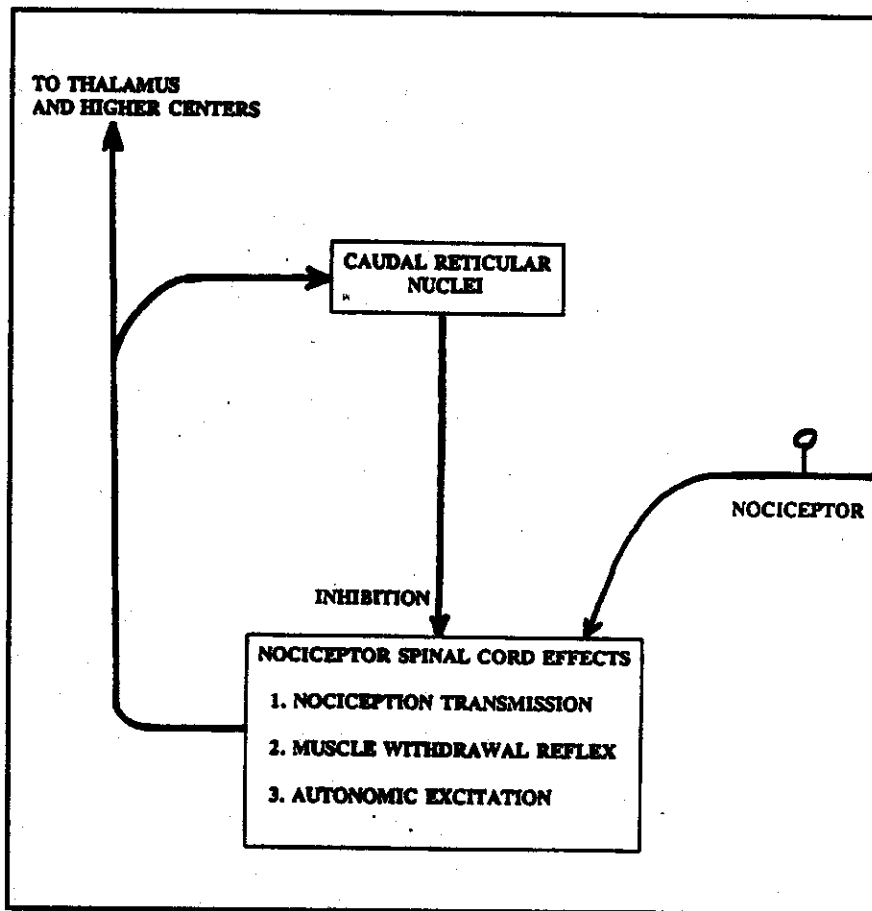 TO THALAMUS
AND HIGHER CENTERS
CAUDAL RETICULAR
NUCLEI
NOCICEPTOR
INHIBITION
NOCICEPTOR SPINAL CORD EFFECTS
1. NOCICEPTION TRANSMISSION
2. MUSCLE WITHDRAWAL REFLEX
3. AUTONOMIC EXCITATION